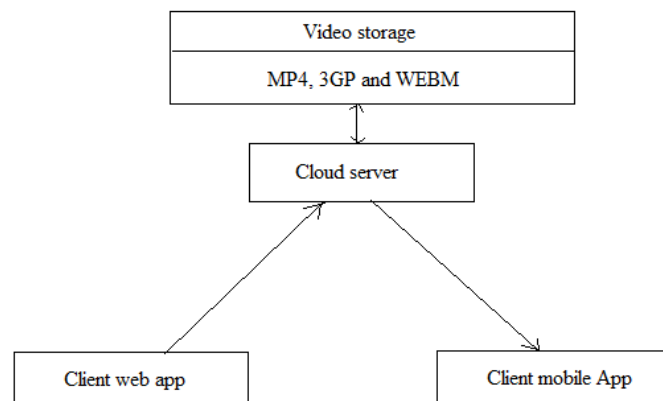 Video storage
MP4, 3GP and WEBM
Cloud server
Client web app
Client mobile App